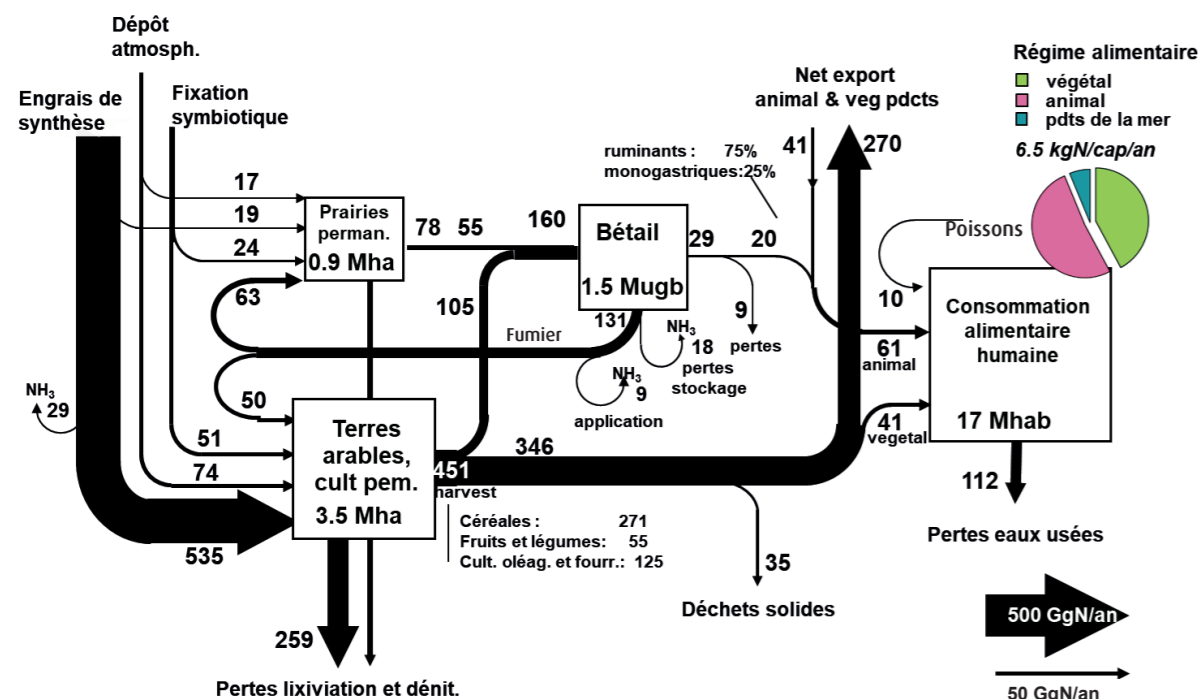 Dépôt
atmosph.
Engrais de
synthèse
Fixation
symbiotique
Net export
animal & veg pdcts
Régime alimentaire
végétal
animal
pdts de la mer
6.5 kgN/cap/an
ruminants : 75%
monogastriques:25%
41
270
17
19
24
63
Prairies
perman.
0.9 Mha
78 55 160
Bétail
1.5 Mugb
29 20
Poissons
10
105
131
Fumier
NH3
18
pertes
stockage
9
pertes
NH3
9
application
Consommation
alimentaire
humaine
17 Mhab
61
animal
41
vegetal
NH3
29
50
51
74
535
Terres
arables,
cult pem.
3.5 Mha
451
harvest
346
Céréales : 271
Fruits et légumes: 55
Cult. oléag. et fourr.: 125
35
Déchets solides
112
Pertes eaux usées
259
Pertes lixiviation et dénit.
500 GgN/an
50 GgN/an